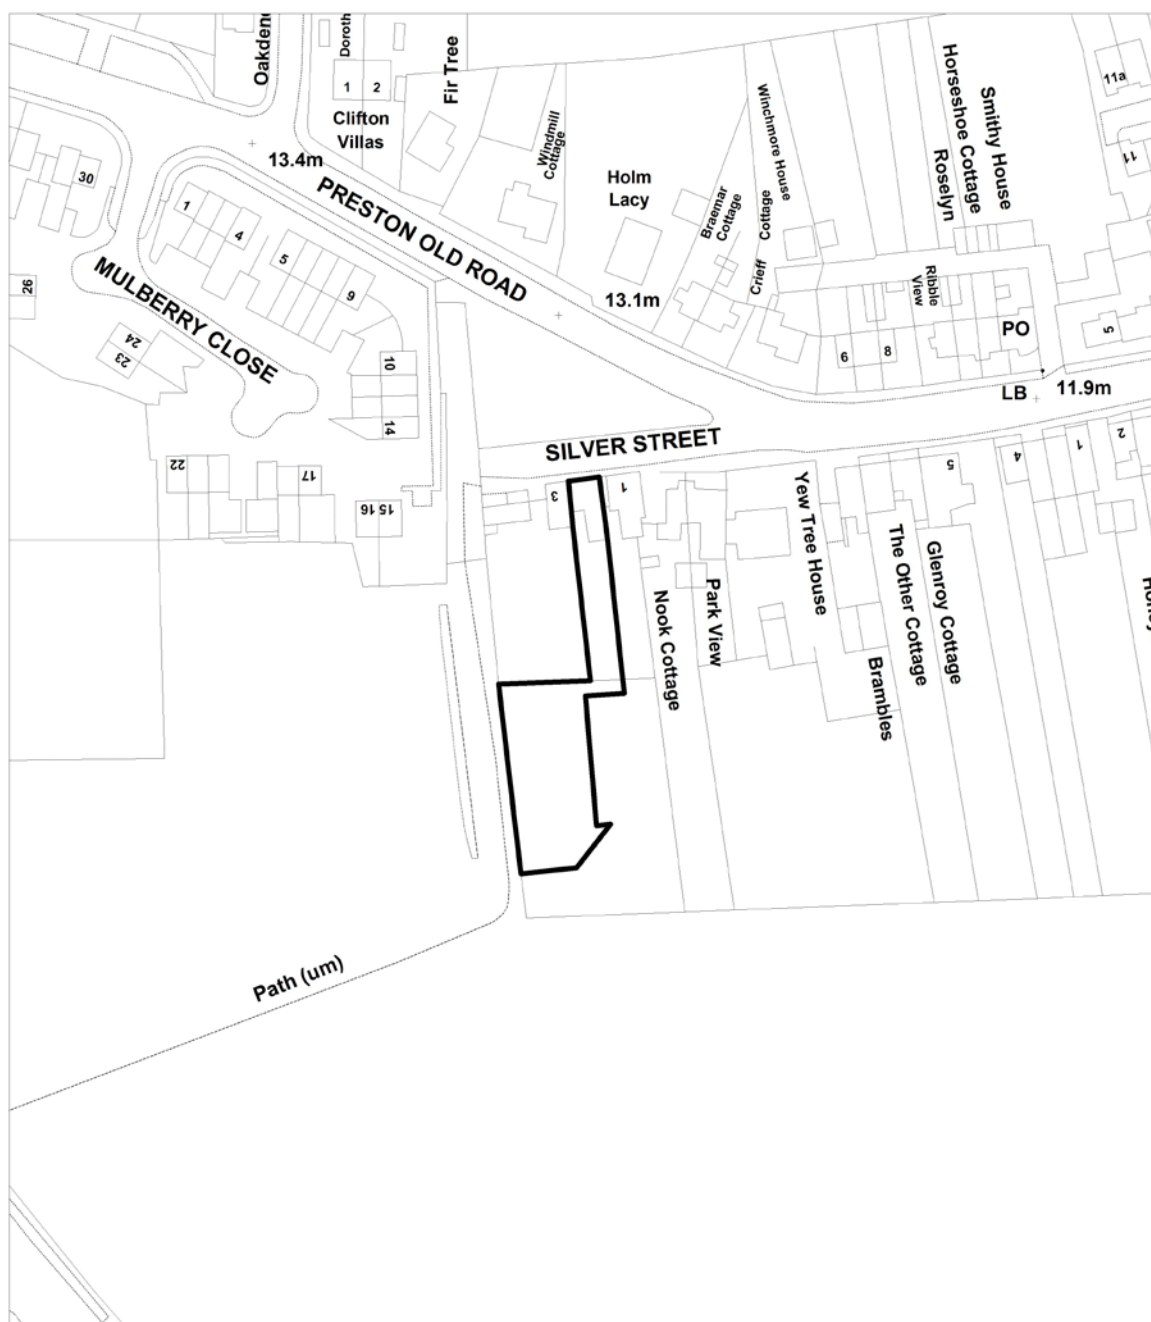 Oakdene
Doroth
1
2
Clifton
Villas
Fir Tree
Windmill
Cottage
Holm
Lacy
Braemar
Cottage
Winchmore House
Crieff Cottage
Horseshoe Cottage
Roselyn
Smithy House
11a
11
30
13.4m
PRESTON OLD ROAD
13.1m
1
4
5
9
MULBERRY CLOSE
26
24
23
10
14
Ribble
View
PO
5
6
8
LB
11.9m
SILVER STREET
22
17
15 16
3
1
5
4
1
2
Nook Cottage
Park View
Yew Tree House
The Other Cottage
Glenroy Cottage
Brambles
Path (um)